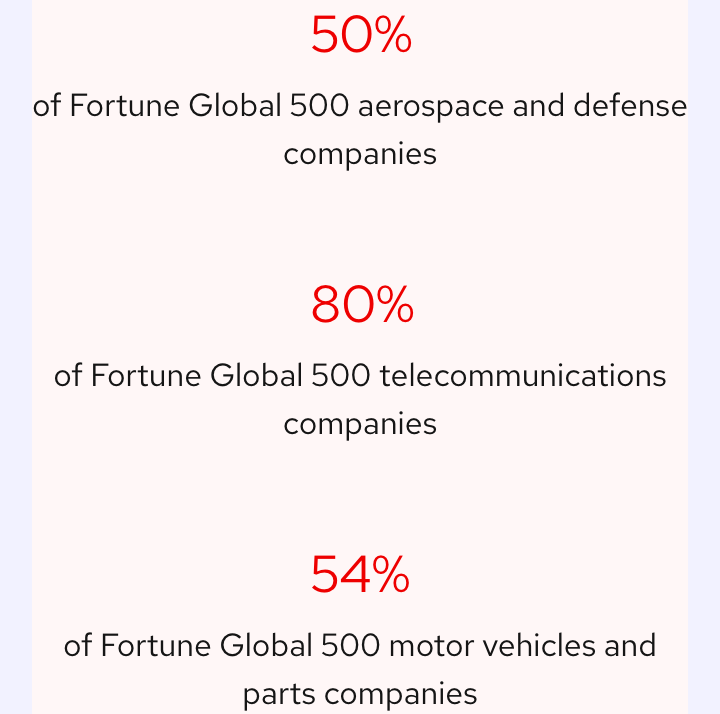 50%
of Fortune Global 500 aerospace and defense
companies
80%
of Fortune Global 500 telecommunications
companies
54%
of Fortune Global 500 motor vehicles and
parts companies